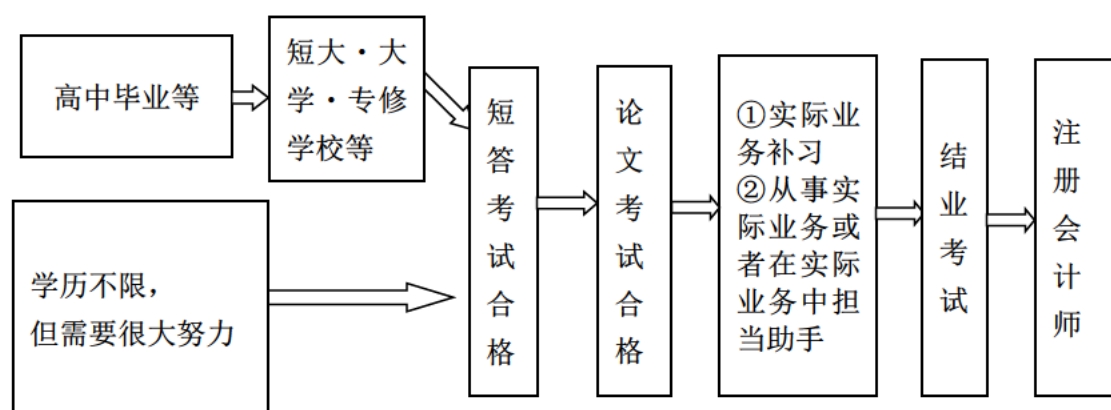 高中毕业等
短大·大
学·专修
学校等
学历不限，
但需要很大努力
短答考试合格
论文考试合格
①实际业
务补习
②从事实
际业务或
者在实际
业务中担
当助手
结业考试
注册会计师